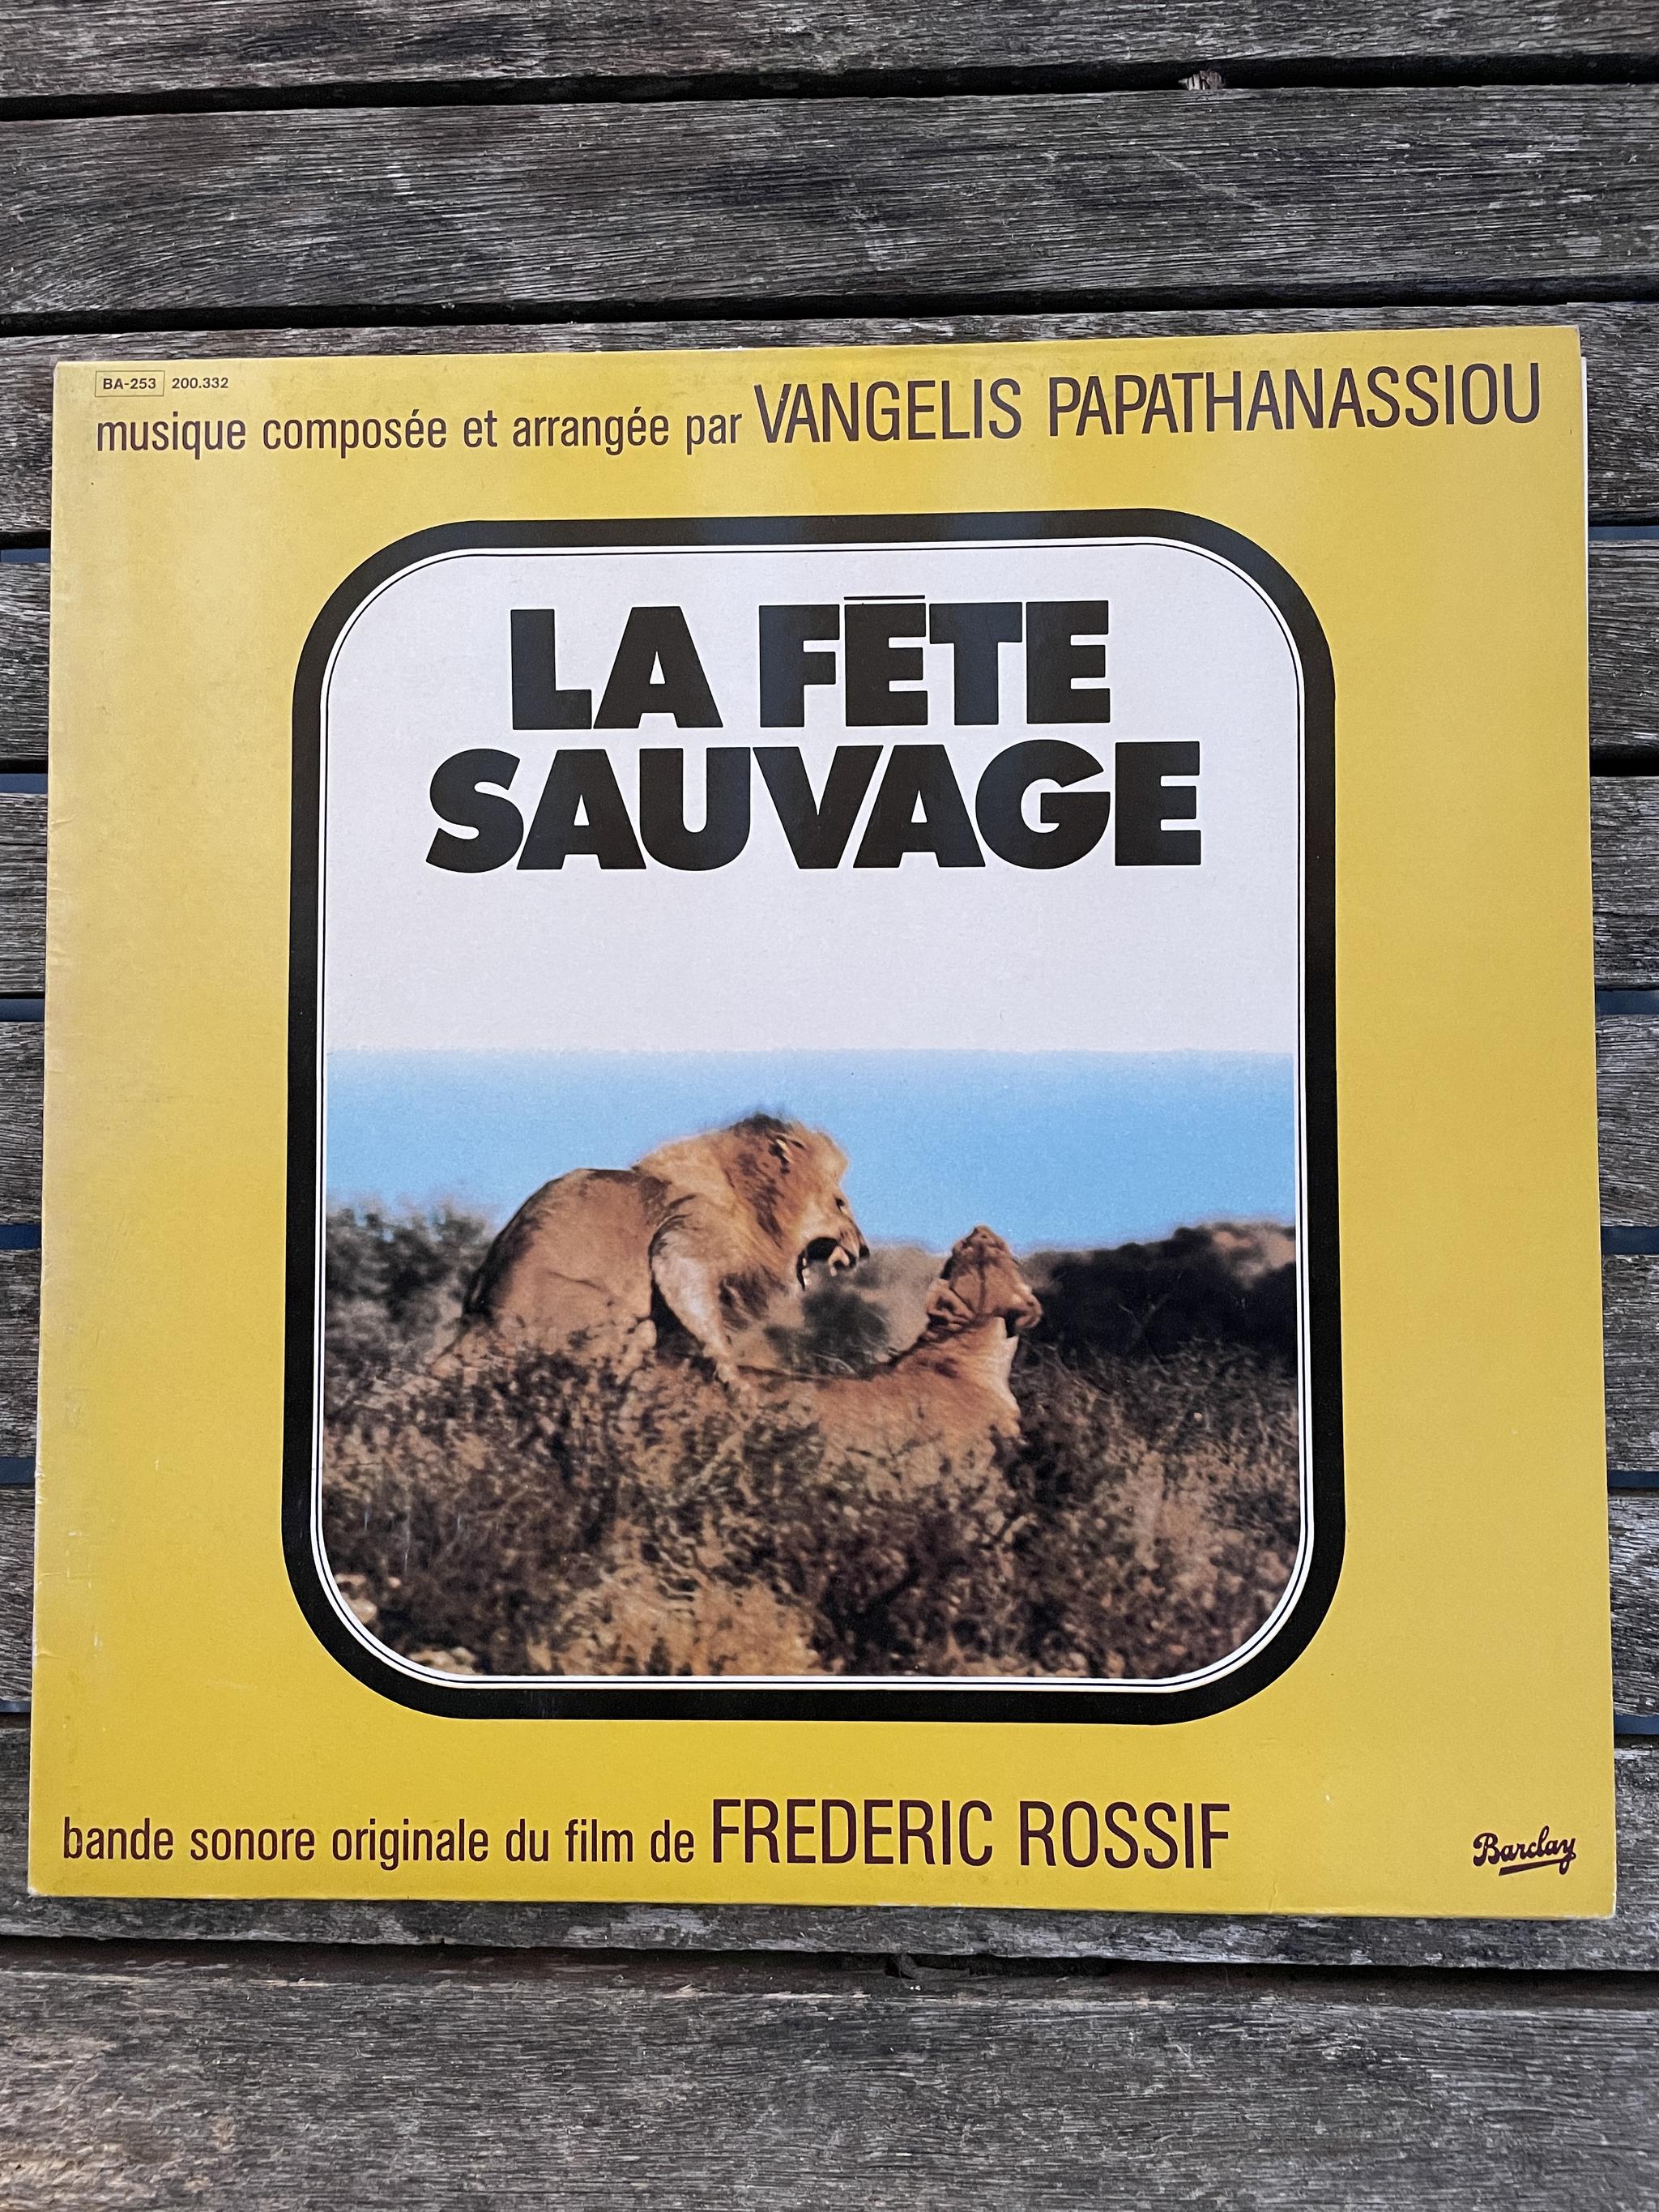 BA-253 200.332
musique composée et arrangée par VANGELIS PAPATHANASSIOU
LA FÊTE
SAUVAGE
bande sonore originale du film de FREDERIC ROSSIF
Barclay